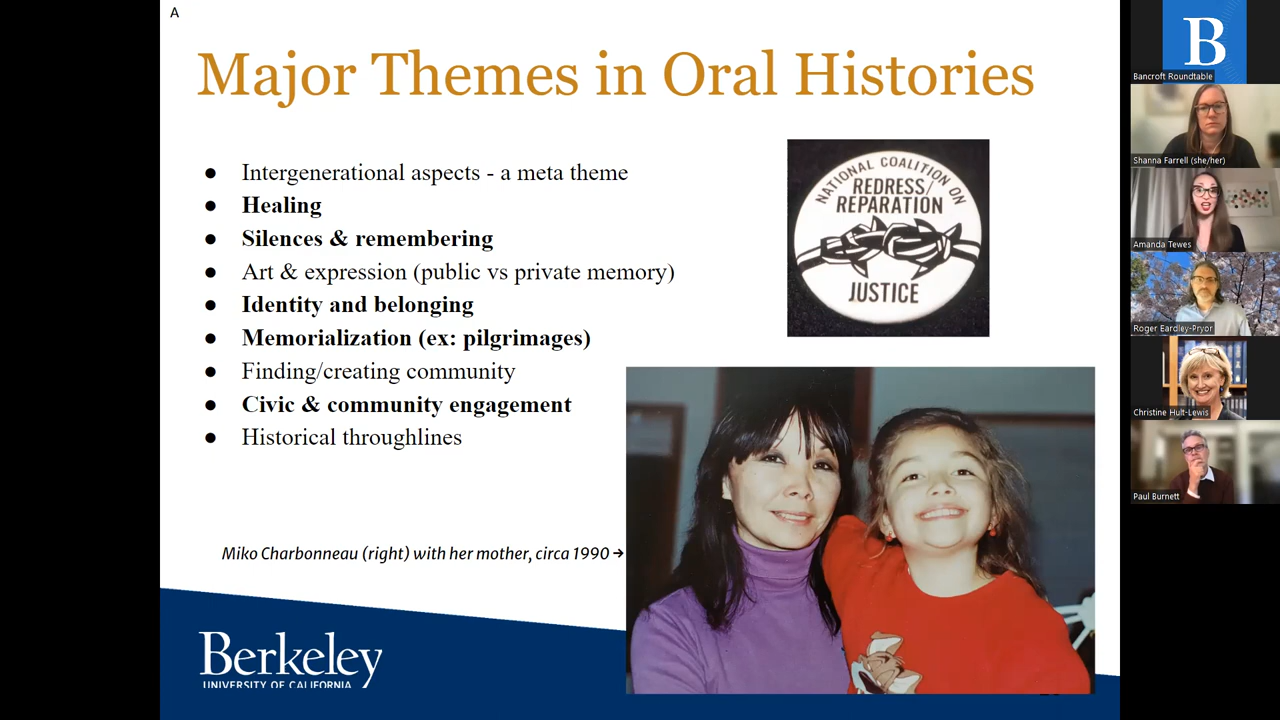 A
Major Themes in Oral Histories
● Intergenerational aspects - a meta theme
● Healing
● Silences & remembering
● Art & expression (public vs private memory)
● Identity and belonging
● Memorialization (ex: pilgrimages)
● Finding/creating community
● Civic & community engagement
● Historical throughlines
NATIONAL COALITION ON
REDRESS/
REPARATION
JUSTICE
Miko Charbonneau (right) with her mother, circa 1990 →
Berkeley
UNIVERSITY OF CALIFORNIA
B
Bancroft Roundtable
Shanna Farrell (she/her)
Amanda Tewes
Roger Eardley-Pryor
Christine Hult-Lewis
Paul Burnett